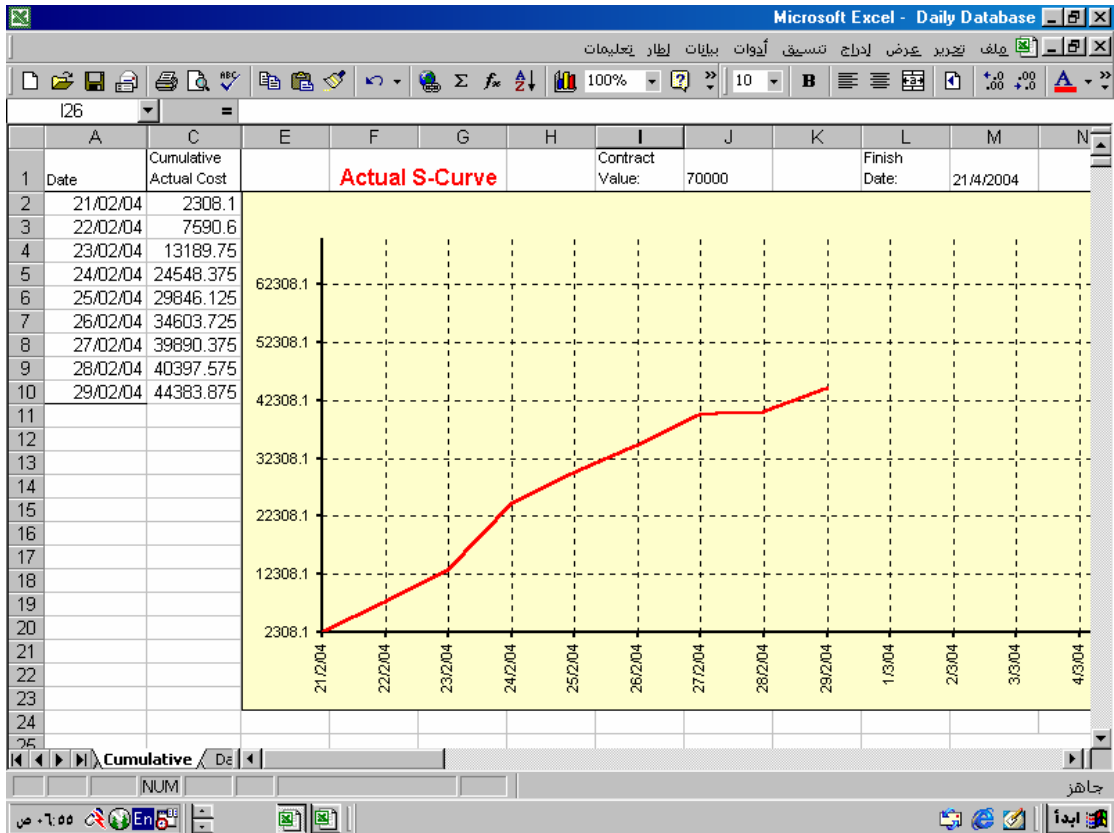 Microsoft Excel - Daily Database
ملف تحرير عرض إدراج تنسيق أدوات بيانات إطار تعليمات
100% 10 B A
I26 =
A C E F G H I J K L M N
1 Date Cumulative Actual Cost Actual S-Curve Contract Value: 70000 Finish Date: 21/4/2004
2 21/02/04 2308.1
3 22/02/04 7590.6
4 23/02/04 13189.75
5 24/02/04 24548.375
6 25/02/04 29846.125
7 26/02/04 34603.725
8 27/02/04 39890.375
9 28/02/04 40397.575
10 29/02/04 44383.875
11
12
13
14
15
16
17
18
19
20
21
22
23
24
25
62308.1
52308.1
42308.1
32308.1
22308.1
12308.1
2308.1
21/2/04 22/2/04 23/2/04 24/2/04 25/2/04 26/2/04 27/2/04 28/2/04 29/2/04 1/3/04 2/3/04 3/3/04 4/3/04
Cumulative Da
NUM
جاهز
ابدأ
En
٠٦:٥٥ ص